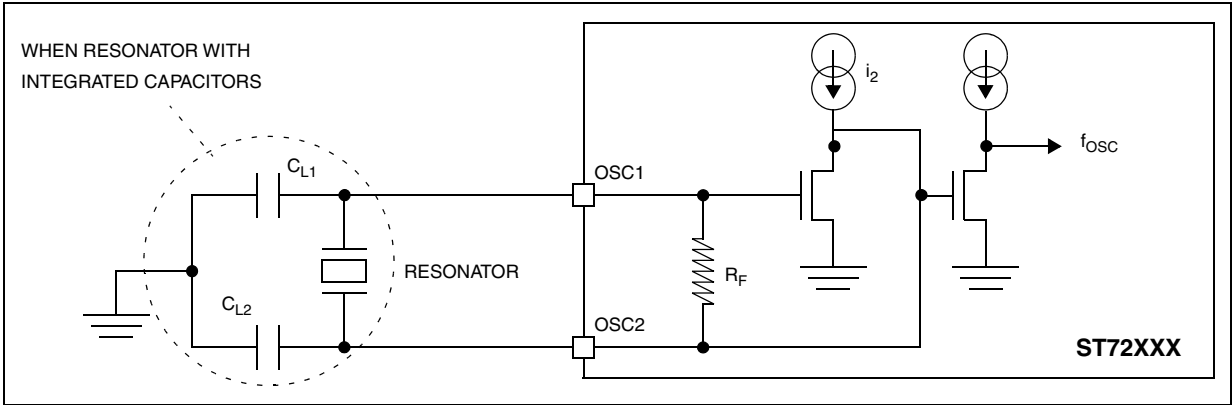 WHEN RESONATOR WITH
INTEGRATED CAPACITORS
CL1
CL2
RESONATOR
OSC1
OSC2
RF
i2
fOSC
ST72XXX